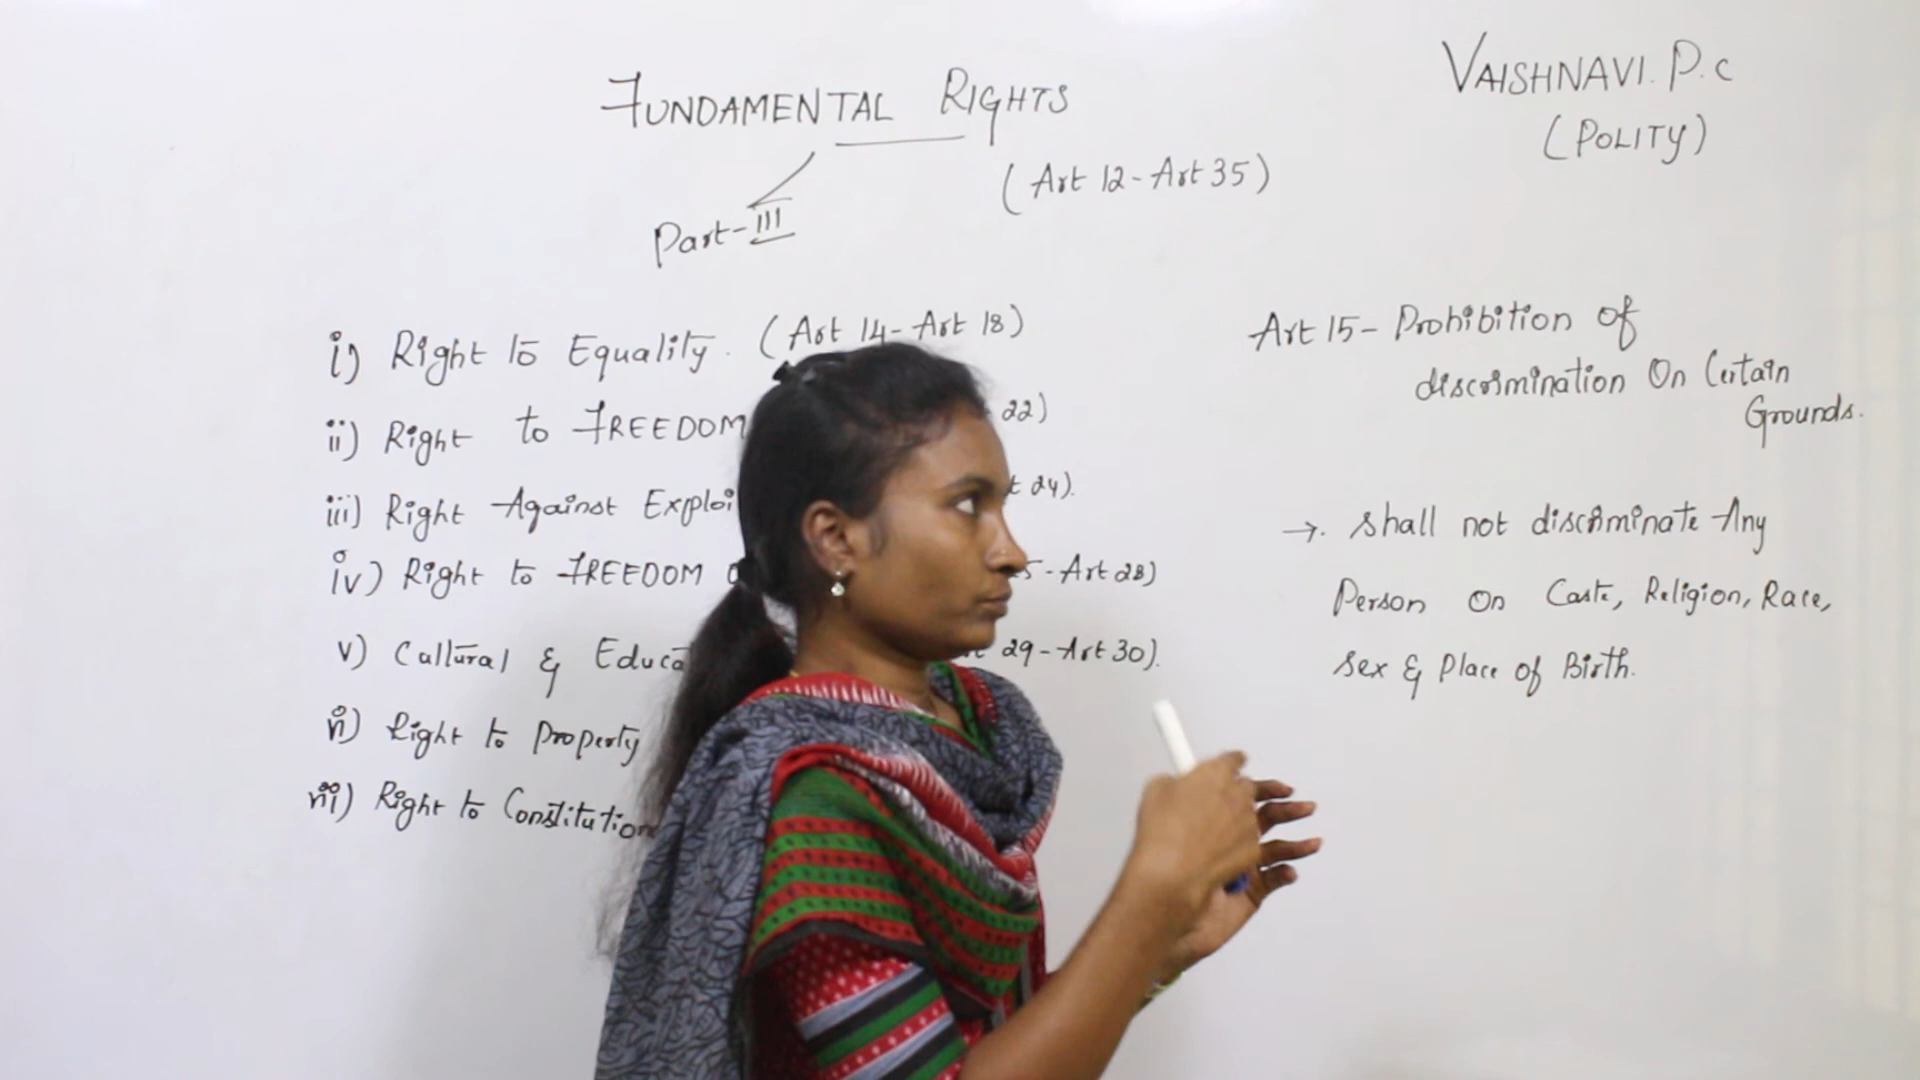 FUNDAMENTAL RIGHTS
VAISHNAVI. P. C
(POLITY)
(Art 12 - Art 35)
Part - III
i) Right to Equality. (Art 14 - Art 18)
ii) Right to FREEDOM 22)
iii) Right Against 24).
iv) Right to FREEDOM - Art 28)
v) Cultural & 29 - Art 30).
vi) Right to Property
vii) Right to
Art 15 - Prohibition of
discrimination On Certain
Grounds.
→. Shall not discriminate Any
Person On Caste, Religion, Race,
Sex & Place of Birth.